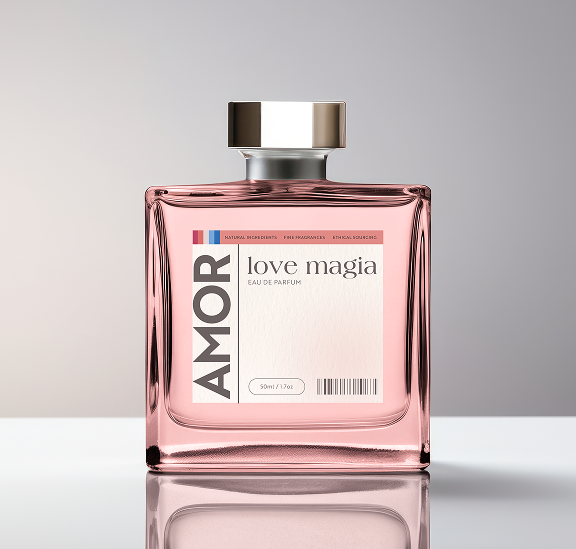 NATURAL INGREDIENTS FINE FRAGRANCES ETHICAL SOURCING
AMOR
love magia
EAU DE PARFUM
50ml / 1.7oz